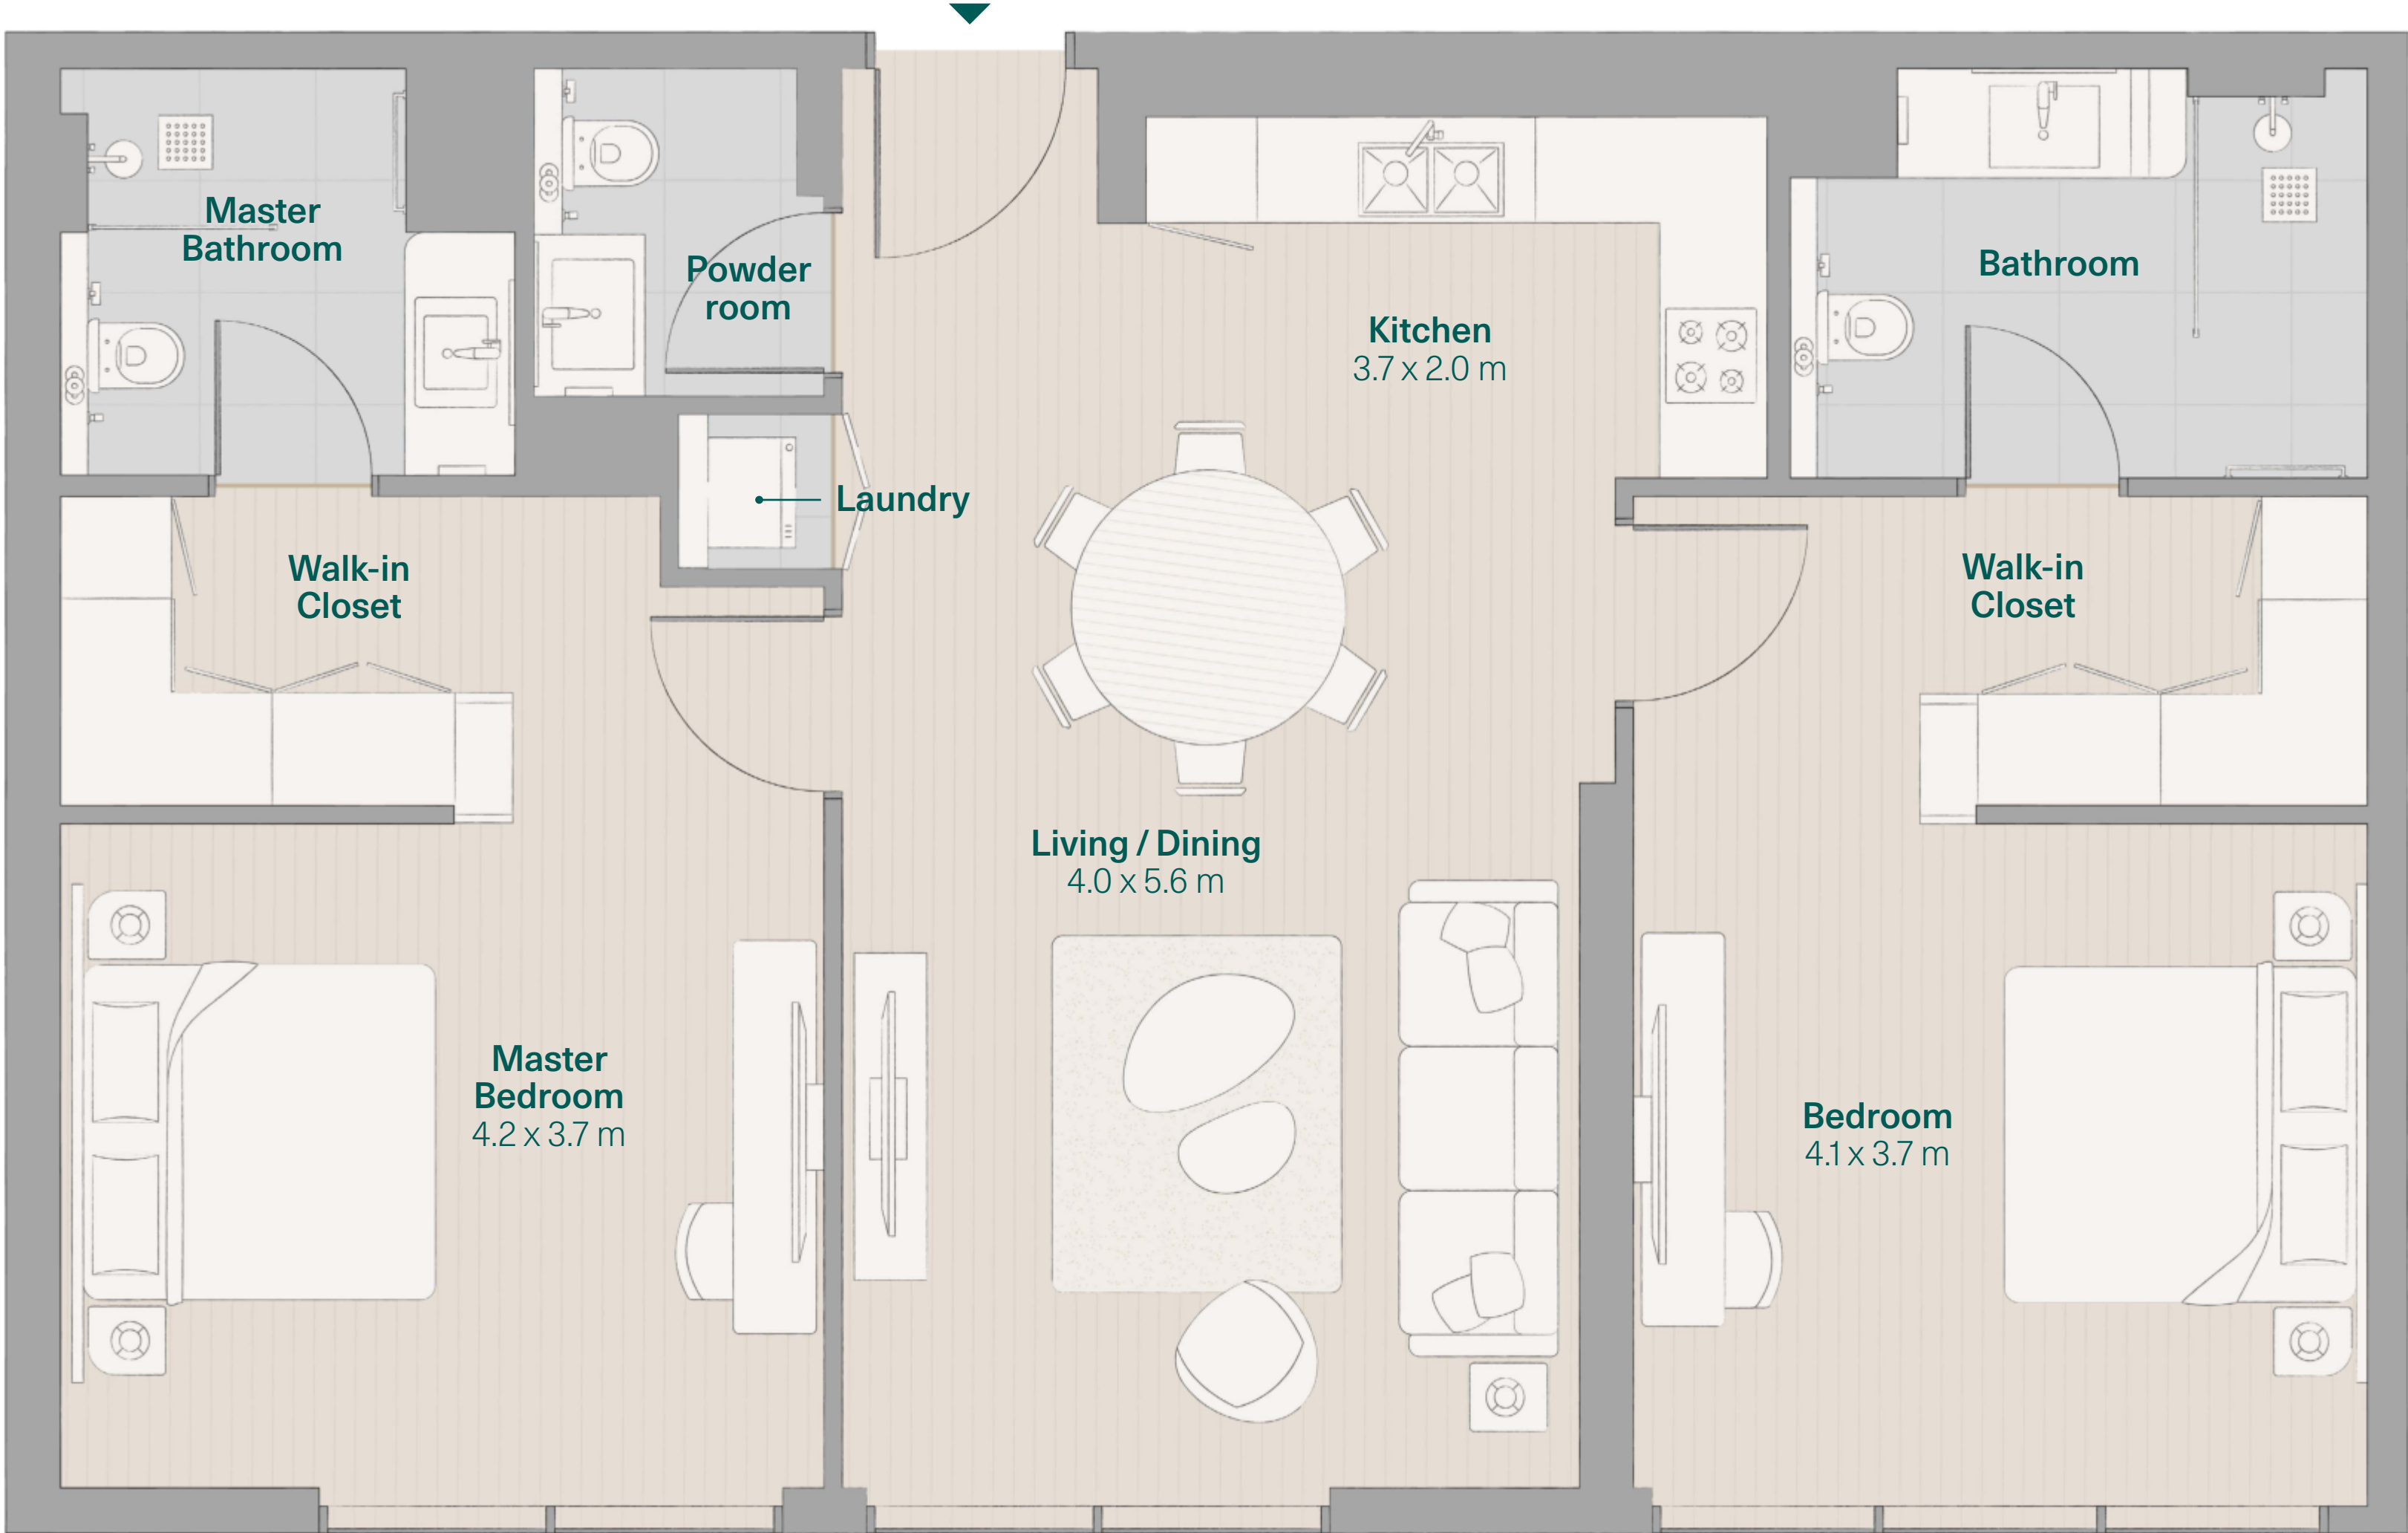 Master
Bathroom
Powder
room
Kitchen
3.7 x 2.0 m
Bathroom
Laundry
Walk-in
Closet
Walk-in
Closet
Living / Dining
4.0 x 5.6 m
Master
Bedroom
4.2 x 3.7 m
Bedroom
4.1 x 3.7 m